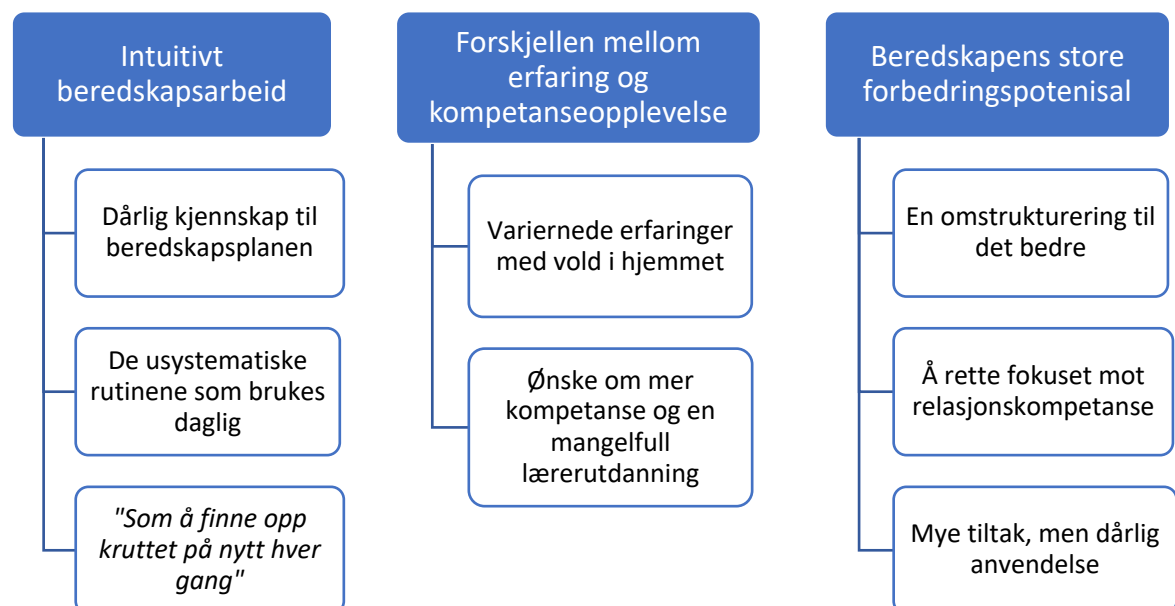 Intuitivt
beredskapsarbeid
Dårlig kjennskap til
beredskapsplanen
De usystematiske
rutinene som brukes
daglig
"Som å finne opp
kruttet på nytt hver
gang"
Forskjellen mellom
erfaring og
kompetanseopplevelse
Variernede erfaringer
med vold i hjemmet
Ønske om mer
kompetanse og en
mangelfull
lærerutdanning
Beredskapens store
forbedringspotenisal
En omstrukturering til
det bedre
Å rette fokuset mot
relasjonskompetanse
Mye tiltak, men dårlig
anvendelse